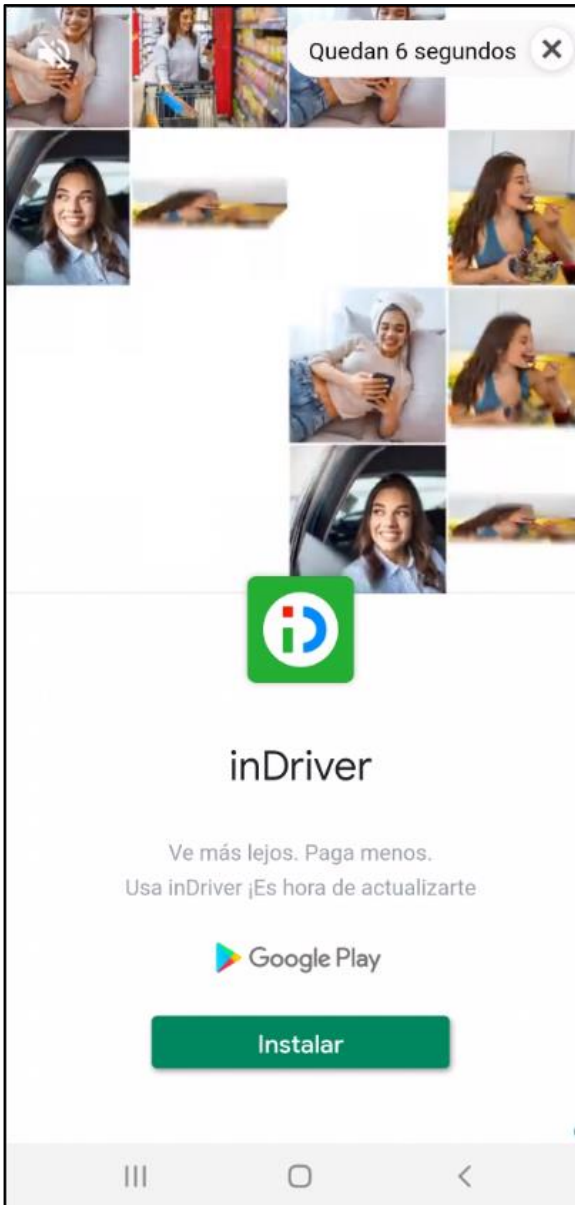 Quedan 6 segundos
inDriver
Ve más lejos. Paga menos.
Usa inDriver ¡Es hora de actualizarte
Google Play
Instalar